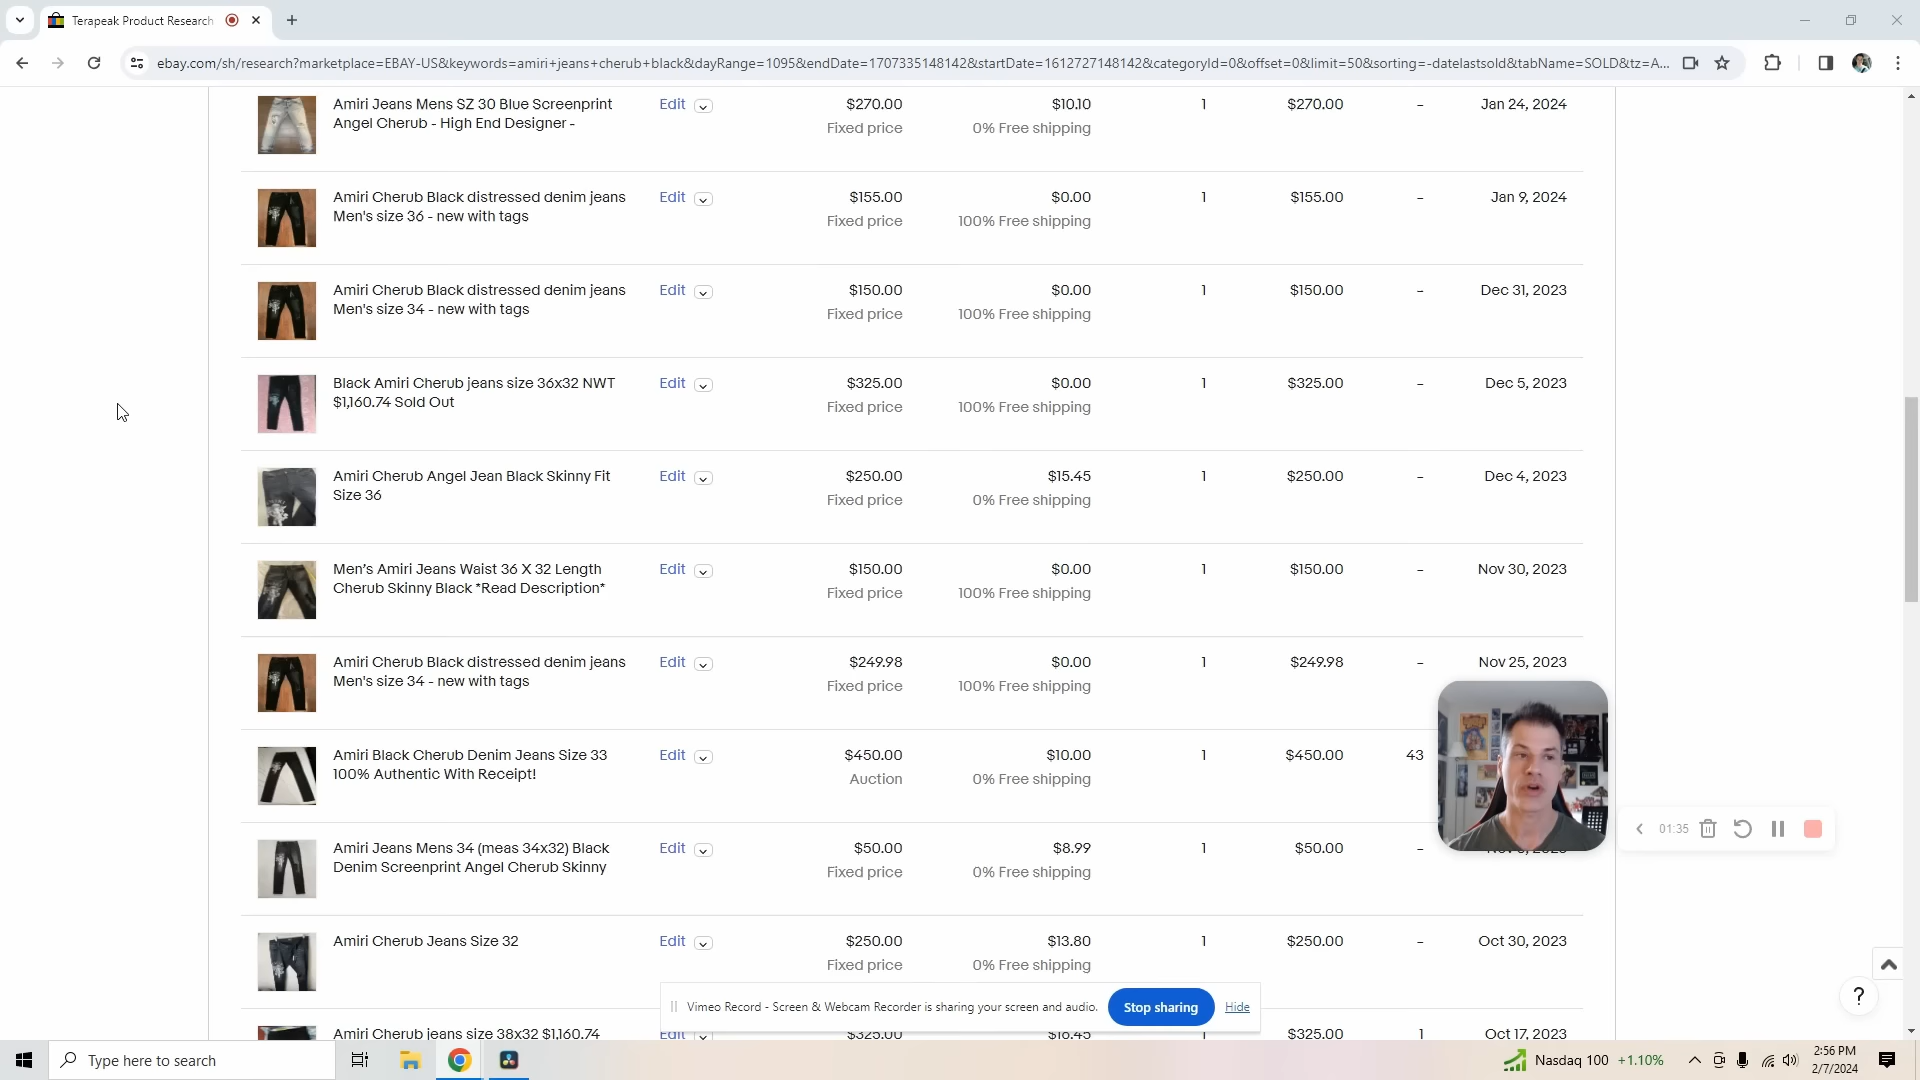 Terapeak Product Research
ebay.com/sh/research?marketplace=EBAY-US&keywords=amiri+jeans+cherub+black&dayRange=1095&endDate=1707335148142&startDate=1612727148142&categoryId=0&offset=0&limit=50&sorting=-datelastsold&tabName=SOLD&tz=A...
Amiri Jeans Mens SZ 30 Blue Screenprint Edit $270.00 $10.10 1 $270.00 - Jan 24, 2024
Angel Cherub - High End Designer - Fixed price 0% Free shipping
Amiri Cherub Black distressed denim jeans Edit $155.00 $0.00 1 $155.00 - Jan 9, 2024
Men's size 36 - new with tags Fixed price 100% Free shipping
Amiri Cherub Black distressed denim jeans Edit $150.00 $0.00 1 $150.00 - Dec 31, 2023
Men's size 34 - new with tags Fixed price 100% Free shipping
Black Amiri Cherub jeans size 36x32 NWT Edit $325.00 $0.00 1 $325.00 - Dec 5, 2023
$1,160.74 Sold Out Fixed price 100% Free shipping
Amiri Cherub Angel Jean Black Skinny Fit Edit $250.00 $15.45 1 $250.00 - Dec 4, 2023
Size 36 Fixed price 0% Free shipping
Men’s Amiri Jeans Waist 36 X 32 Length Edit $150.00 $0.00 1 $150.00 - Nov 30, 2023
Cherub Skinny Black *Read Description* Fixed price 100% Free shipping
Amiri Cherub Black distressed denim jeans Edit $249.98 $0.00 1 $249.98 - Nov 25, 2023
Men's size 34 - new with tags Fixed price 100% Free shipping
Amiri Black Cherub Denim Jeans Size 33 Edit $450.00 $10.00 1 $450.00 43
100% Authentic With Receipt! Auction 0% Free shipping
01:35
Amiri Jeans Mens 34 (meas 34x32) Black Edit $50.00 $8.99 1 $50.00 -
Denim Screenprint Angel Cherub Skinny Fixed price 0% Free shipping
Amiri Cherub Jeans Size 32 Edit $250.00 $13.80 1 $250.00 - Oct 30, 2023
Fixed price 0% Free shipping
?
Vimeo Record - Screen & Webcam Recorder is sharing your screen and audio. Stop sharing Hide
Amiri Cherub jeans size 38x32 $1,160.74 Edit $325.00 $16.45 1 $325.00 1 Oct 17, 2023
Type here to search
Nasdaq 100 +1.10%
2:56 PM
2/7/2024